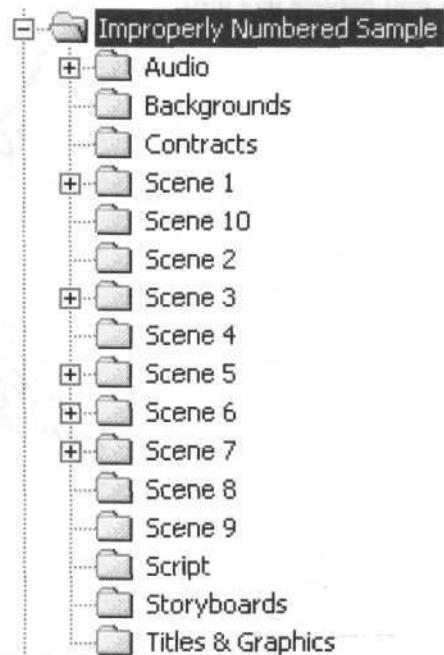 Improperly Numbered Sample
Audio
Backgrounds
Contracts
Scene 1
Scene 10
Scene 2
Scene 3
Scene 4
Scene 5
Scene 6
Scene 7
Scene 8
Scene 9
Script
Storyboards
Titles & Graphics